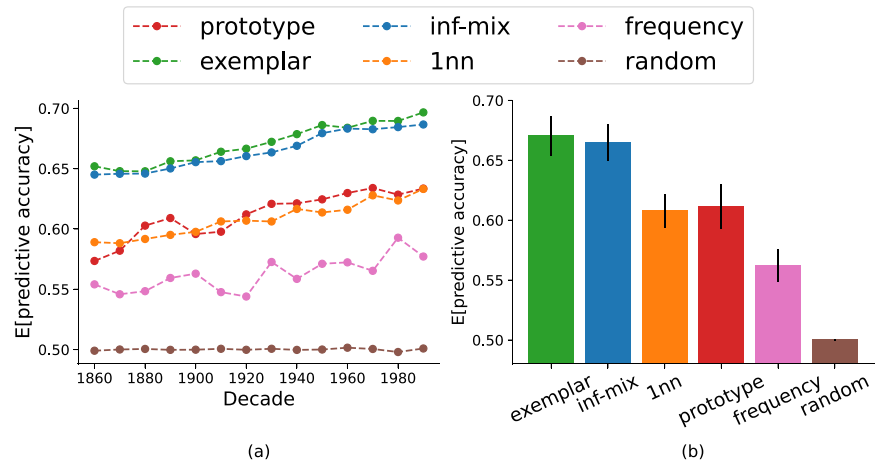 prototype inf-mix frequency
exemplar 1nn random
0.70
0.65
0.60
0.55
0.50
E[predictive accuracy]
1860 1880 1900 1920 1940 1960 1980
Decade
(a)
0.70
0.65
0.60
0.55
0.50
E[predictive accuracy]
exemplar inf-mix 1nn prototype frequency random
(b)